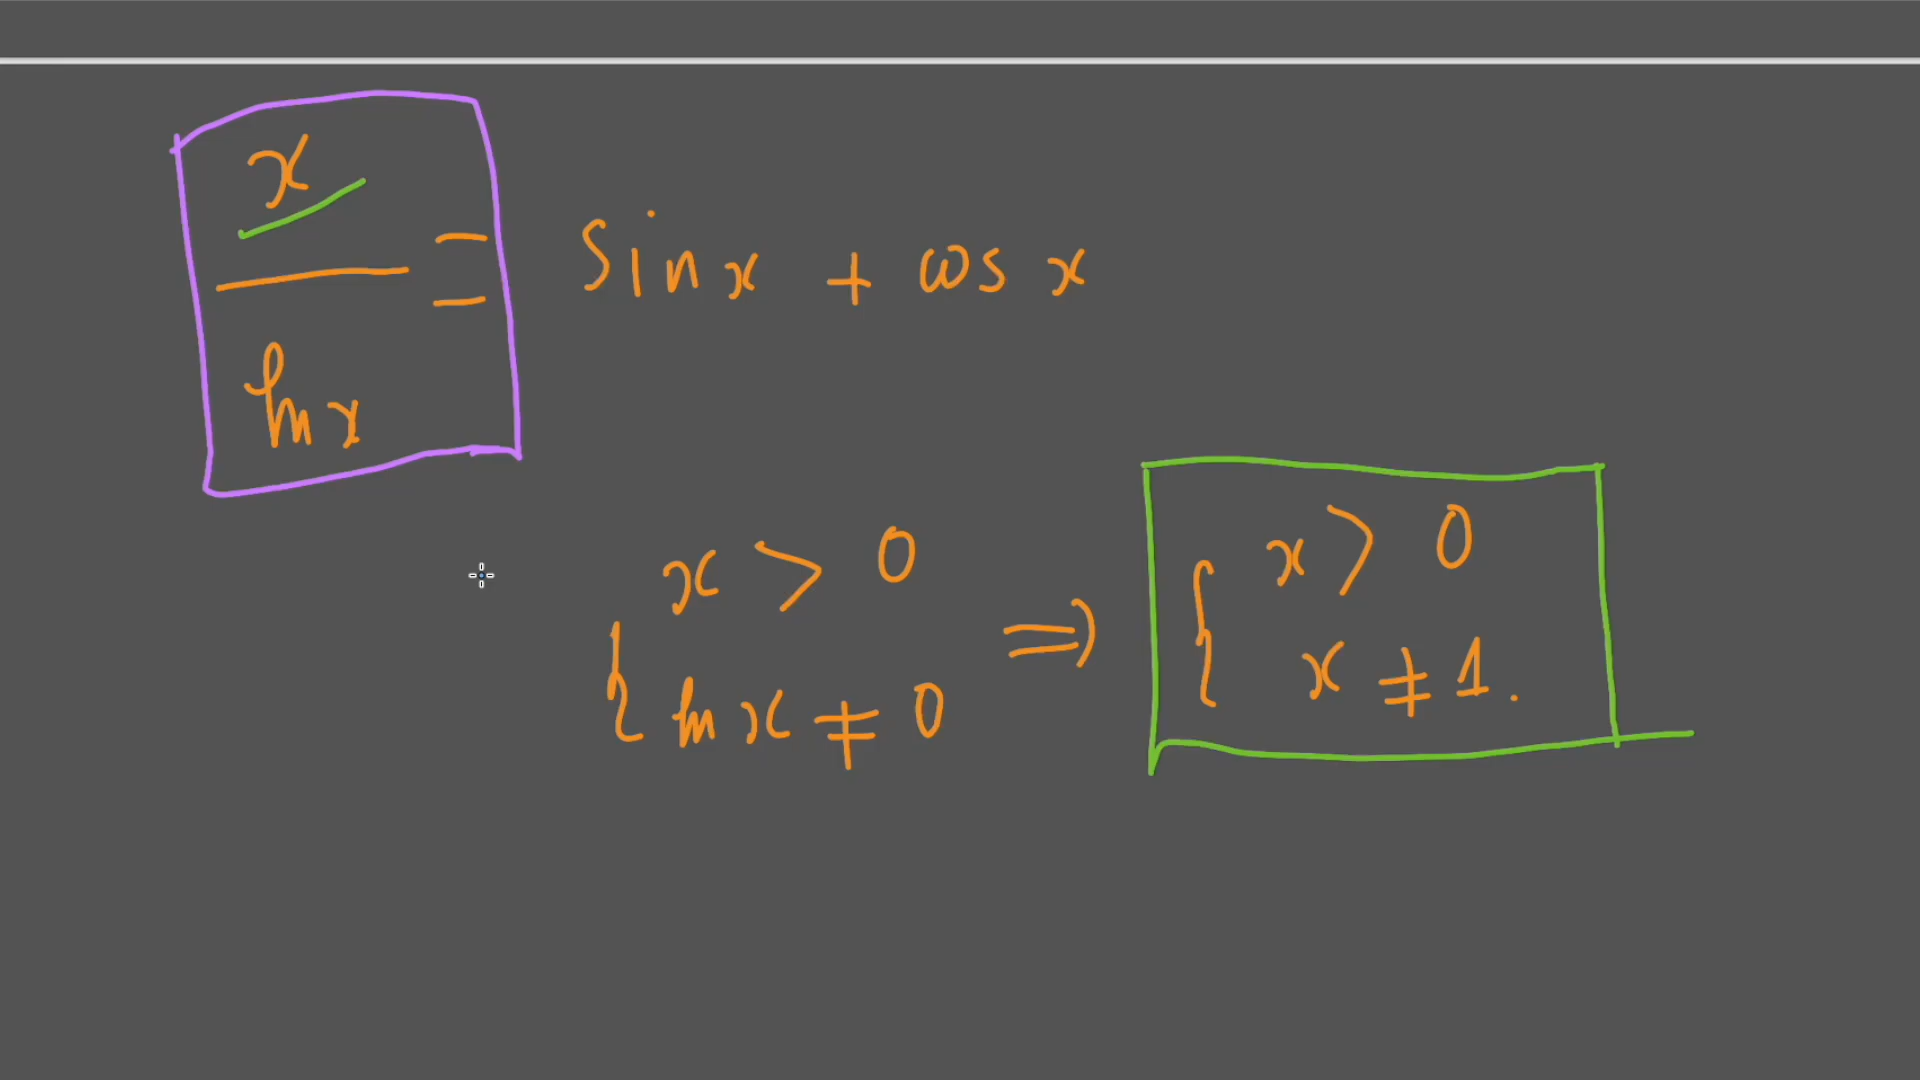 x / ln x = sin x + cos x
{ x > 0
ln x ≠ 0 ⇒ { x > 0
x ≠ 1.